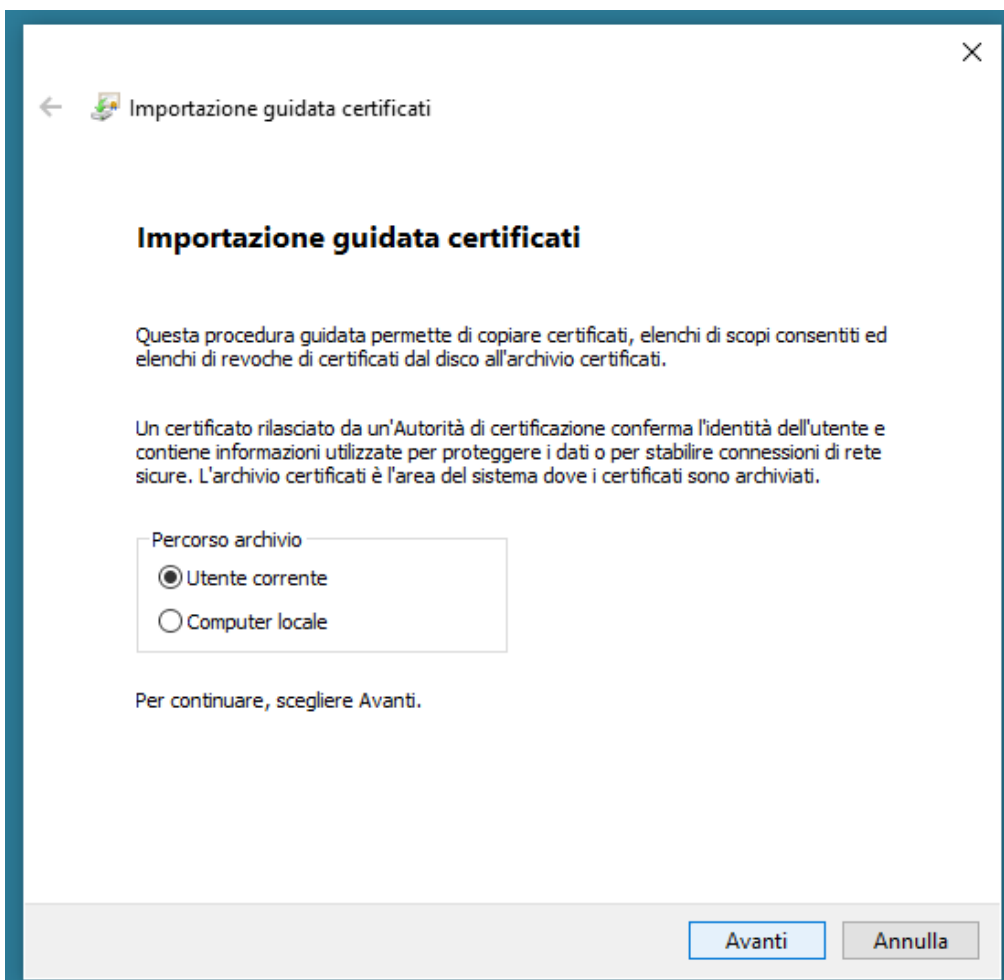 Importazione guidata certificati
Importazione guidata certificati
Questa procedura guidata permette di copiare certificati, elenchi di scopi consentiti ed
elenchi di revoche di certificati dal disco all'archivio certificati.
Un certificato rilasciato da un'Autorità di certificazione conferma l'identità dell'utente e
contiene informazioni utilizzate per proteggere i dati o per stabilire connessioni di rete
sicure. L'archivio certificati è l'area del sistema dove i certificati sono archiviati.
Percorso archivio
Utente corrente
Computer locale
Per continuare, scegliere Avanti.
Avanti Annulla